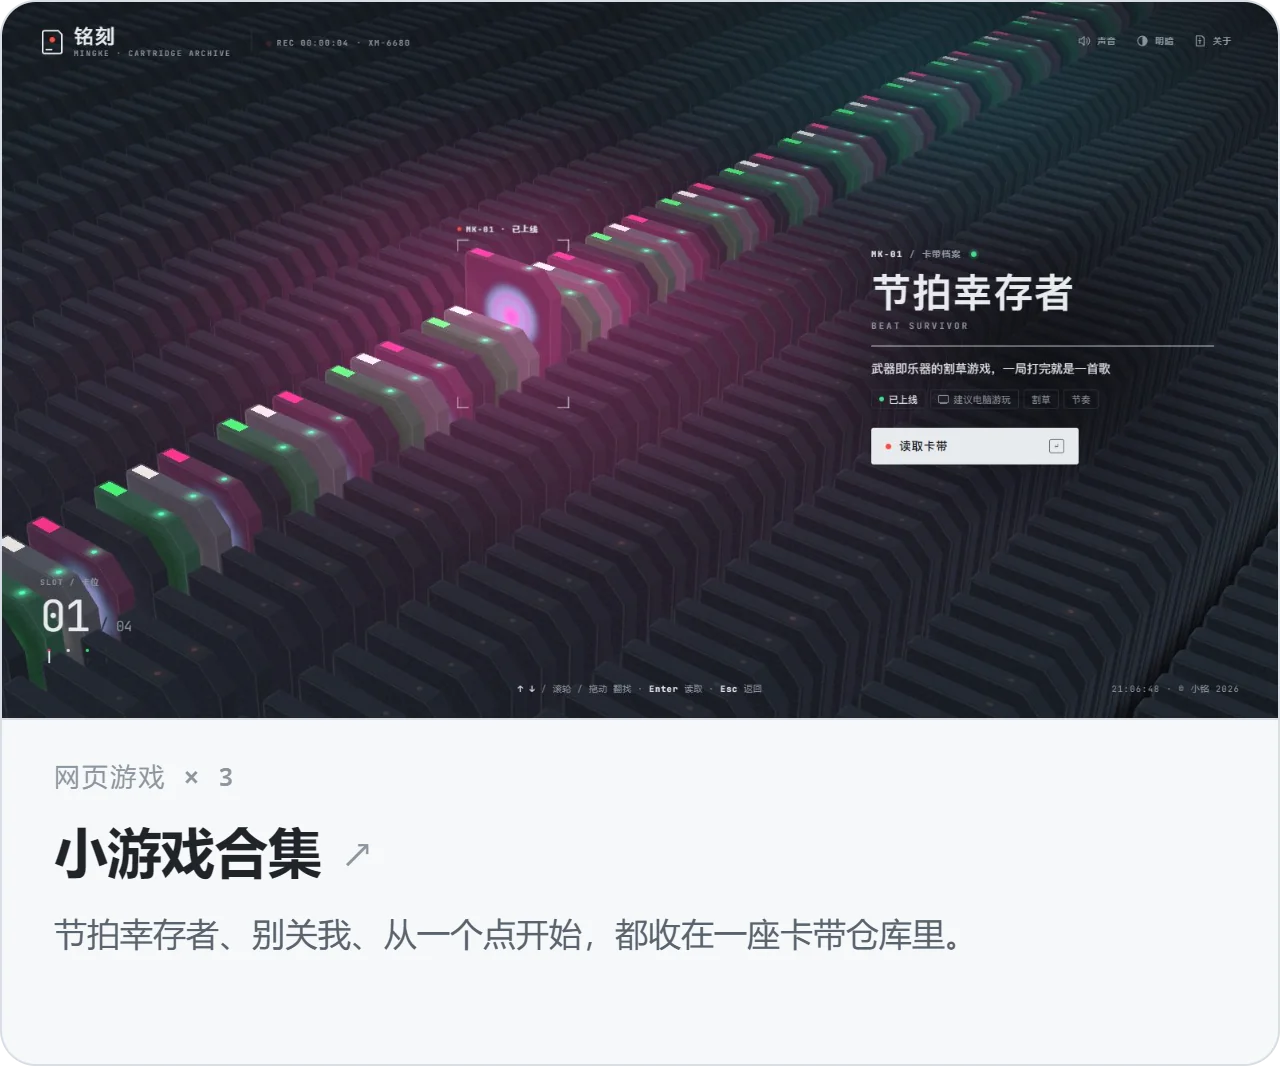 铭刻
MINGKE · CARTRIDGE ARCHIVE
REC 00:00:04 · XM-6680
声音
明暗
关于
MK-01 · 已上线
MK-01 / 卡带档案
节拍幸存者
BEAT SURVIVOR
武器即乐器的割草游戏，一局打完就是一首歌
已上线
建议电脑游玩
割草
节奏
读取卡带
SLOT / 卡位
01 / 04
↑ ↓ / 滚轮 / 拖动 翻找 · Enter 读取 · Esc 返回
21:06:48 · © 小铭 2026
网页游戏 × 3
小游戏合集 ↗
节拍幸存者、别关我、从一个点开始，都收在一座卡带仓库里。